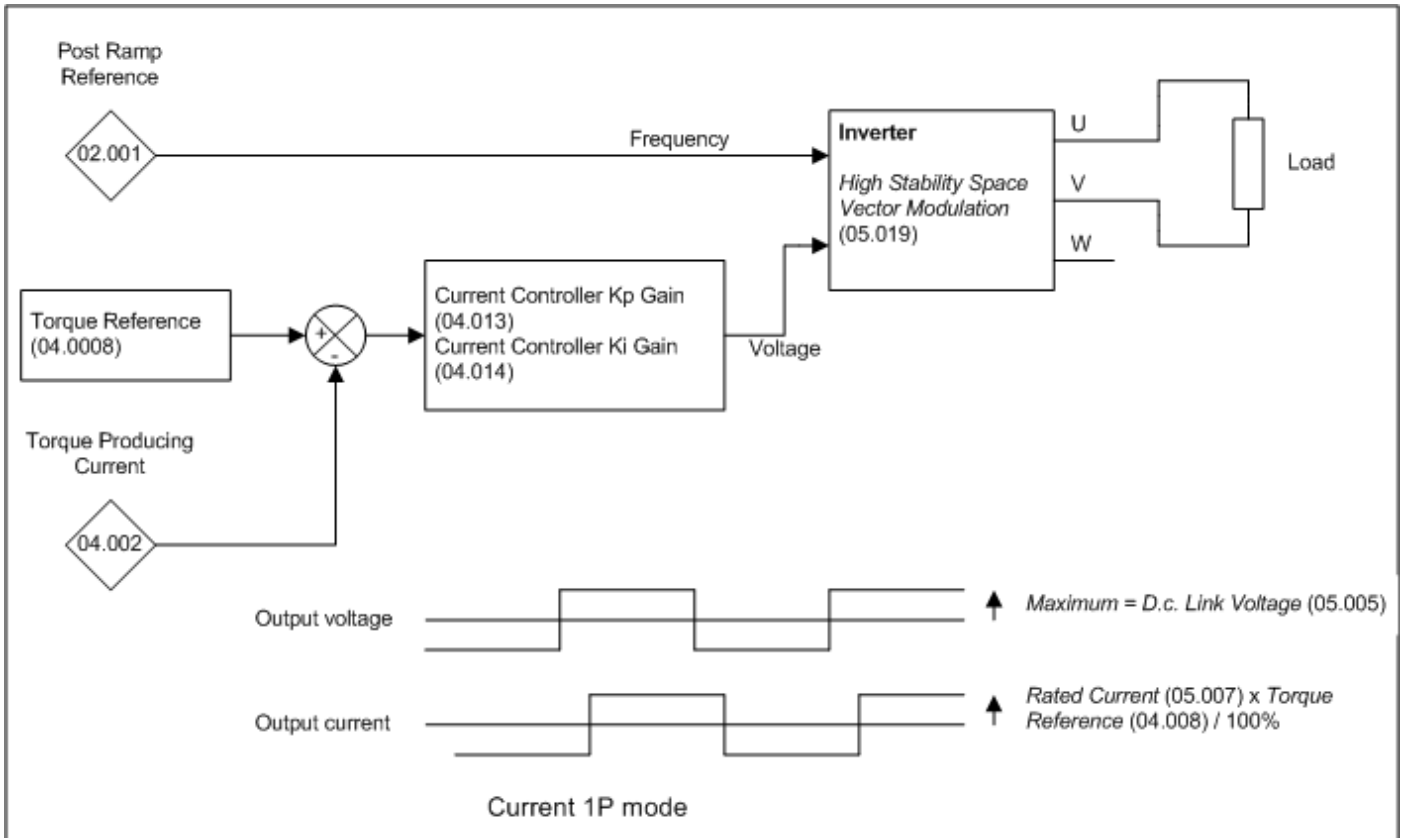 Post Ramp
Reference
02.001
Frequency
Inverter
High Stability Space
Vector Modulation
(05.019)
U
V
W
Load
Torque Reference
(04.0008)
+
-
Current Controller Kp Gain
(04.013)
Current Controller Ki Gain
(04.014)
Voltage
Torque Producing
Current
04.002
Output voltage
Maximum = D.c. Link Voltage (05.005)
Output current
Rated Current (05.007) x Torque
Reference (04.008) / 100%
Current 1P mode